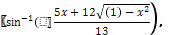 〖sin⁻¹(⬚) (5x + 12√((1) − x²))/13〗,